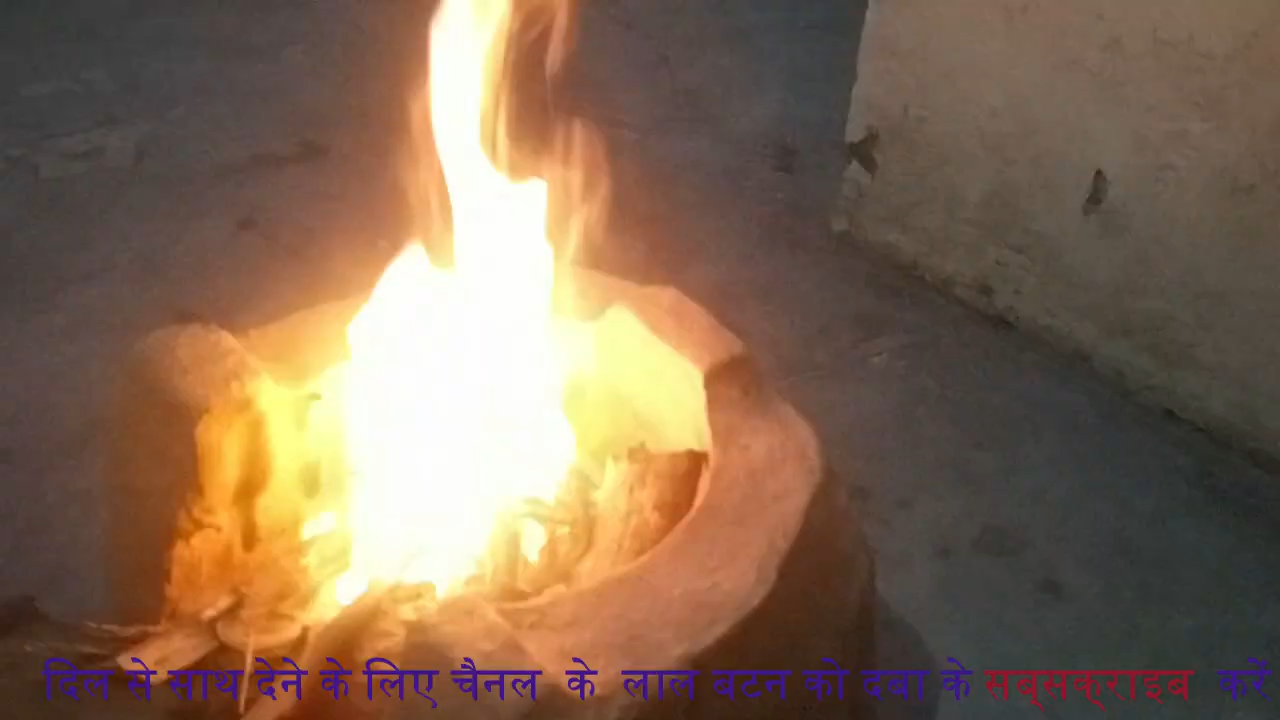 दिल से साथ देने के लिए चैनल के लाल बटन को दबा के सब्सक्राइब करें